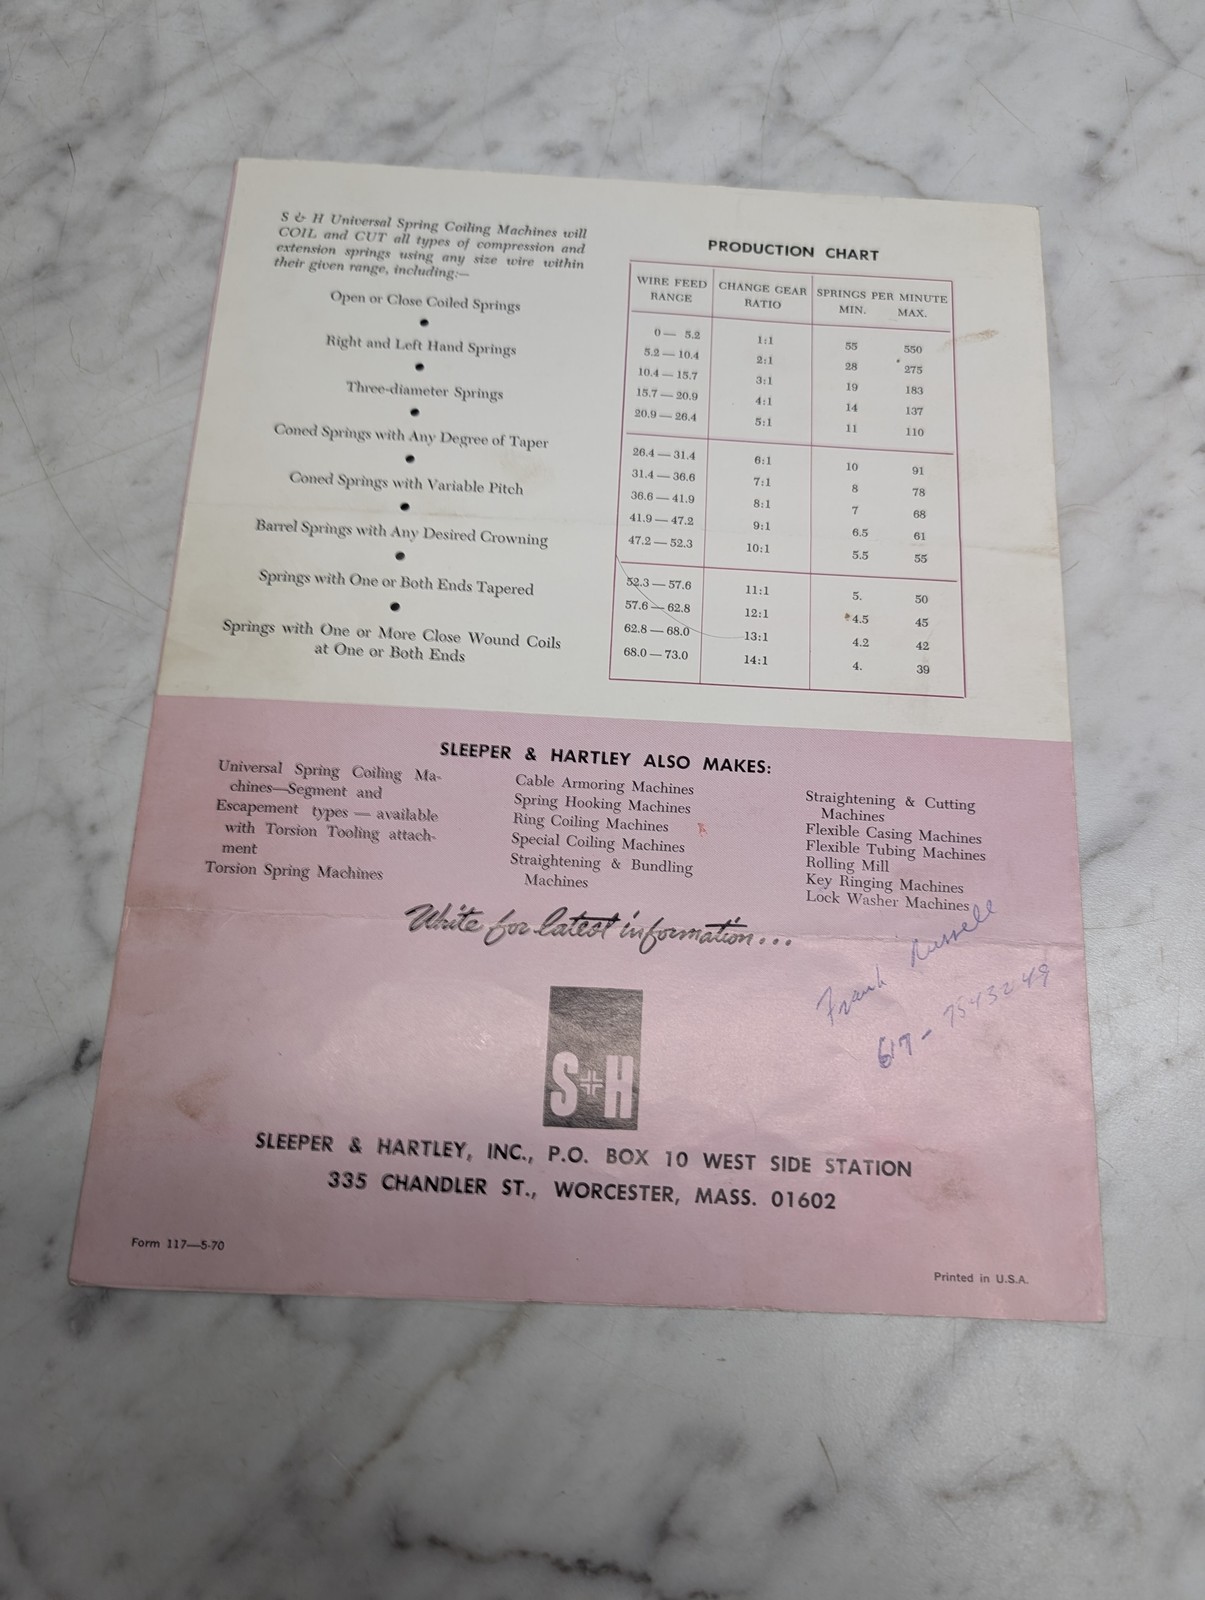 S & H Universal Spring Coiling Machines will
COIL and CUT all types of compression and
extension springs using any size wire within
their given range, including:—
Open or Close Coiled Springs
●
Right and Left Hand Springs
●
Three-diameter Springs
●
Coned Springs with Any Degree of Taper
●
Coned Springs with Variable Pitch
●
Barrel Springs with Any Desired Crowning
●
Springs with One or Both Ends Tapered
●
Springs with One or More Close Wound Coils
at One or Both Ends
PRODUCTION CHART
WIRE FEED CHANGE GEAR SPRINGS PER MINUTE
RANGE RATIO MIN. MAX.
0 — 5.2 1:1 55 550
5.2 — 10.4 2:1 28 275
10.4 — 15.7 3:1 19 183
15.7 — 20.9 4:1 14 137
20.9 — 26.4 5:1 11 110
26.4 — 31.4 6:1 10 91
31.4 — 36.6 7:1 8 78
36.6 — 41.9 8:1 7 68
41.9 — 47.2 9:1 6.5 61
47.2 — 52.3 10:1 5.5 55
52.3 — 57.6 11:1 5. 50
57.6 — 62.8 12:1 4.5 45
62.8 — 68.0 13:1 4.2 42
68.0 — 73.0 14:1 4. 39
SLEEPER & HARTLEY ALSO MAKES:
Universal Spring Coiling Ma-
chines—Segment and
Escapement types — available
with Torsion Tooling attach-
ment
Torsion Spring Machines
Cable Armoring Machines
Spring Hooking Machines
Ring Coiling Machines
Special Coiling Machines
Straightening & Bundling
Machines
Straightening & Cutting
Machines
Flexible Casing Machines
Flexible Tubing Machines
Rolling Mill
Key Ringing Machines
Lock Washer Machines
Write for latest information...
Frank Russell
617-7543249
S+H
SLEEPER & HARTLEY, INC., P.O. BOX 10 WEST SIDE STATION
335 CHANDLER ST., WORCESTER, MASS. 01602
Form 117—5-70
Printed in U.S.A.